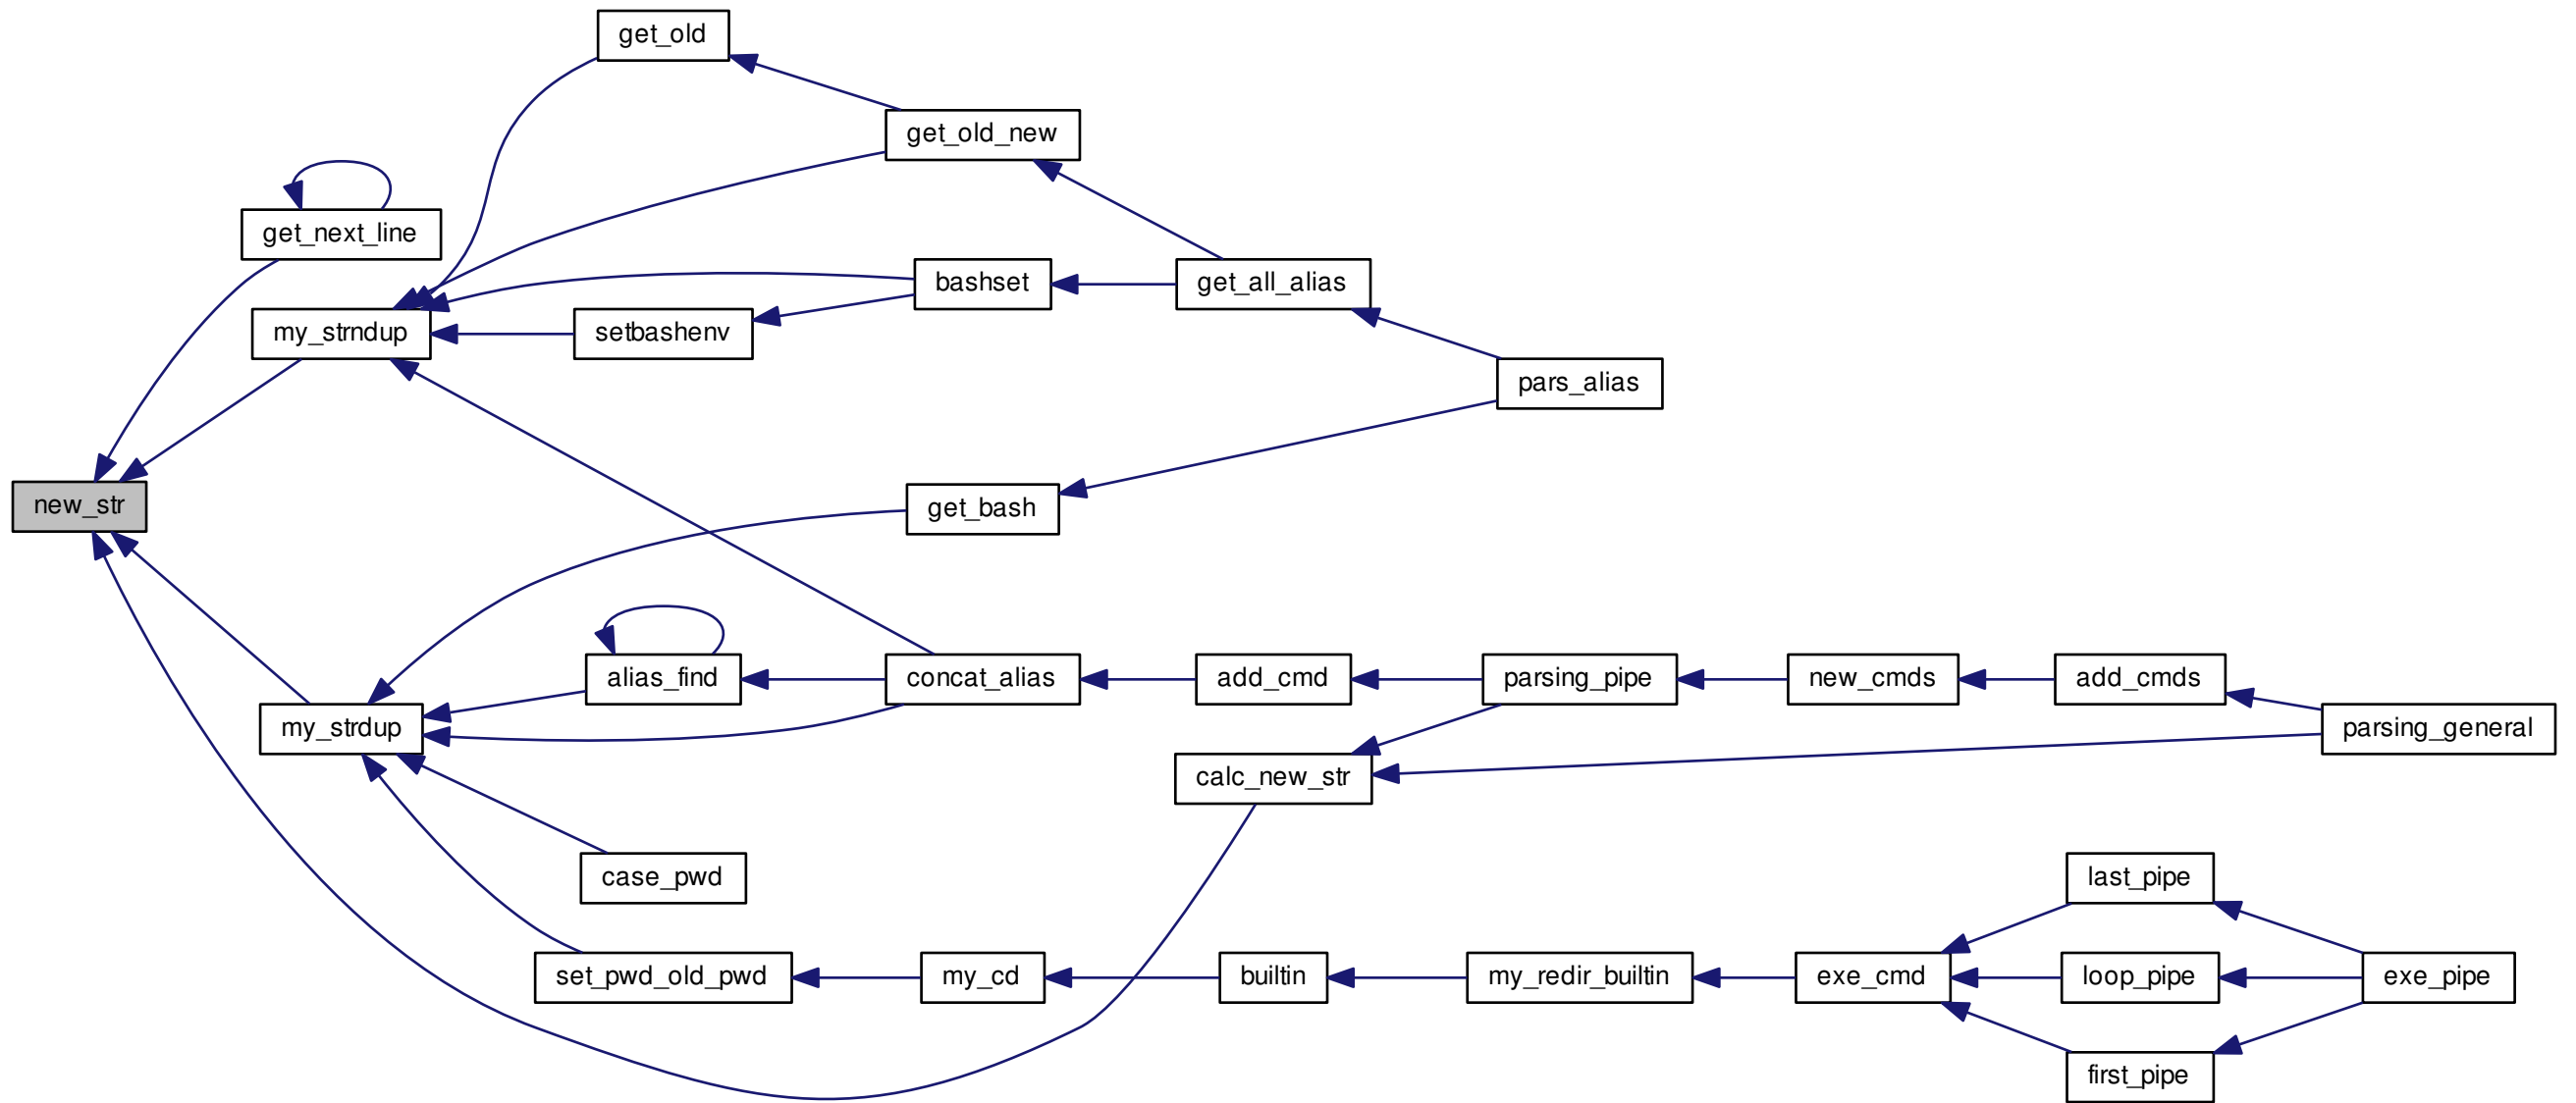 get_old
get_old_new
get_next_line
bashset
get_all_alias
my_strndup
setbashenv
pars_alias
new_str
get_bash
alias_find
concat_alias
add_cmd
parsing_pipe
new_cmds
add_cmds
my_strdup
parsing_general
calc_new_str
case_pwd
last_pipe
set_pwd_old_pwd
my_cd
builtin
my_redir_builtin
exe_cmd
loop_pipe
exe_pipe
first_pipe